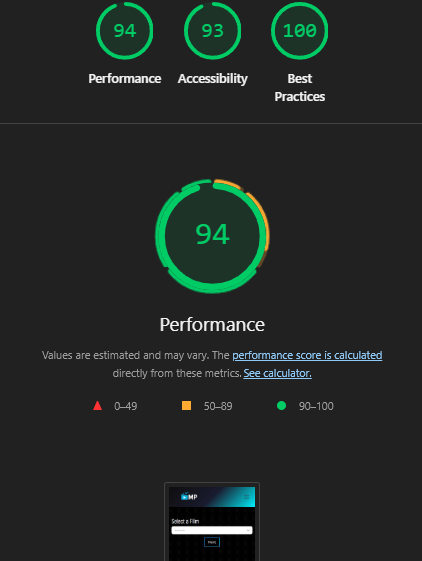 94
93
100
Performance
Accessibility
Best
Practices
94
Performance
Values are estimated and may vary. The performance score is calculated
directly from these metrics. See calculator.
0–49
50–89
90–100
MP
Select a Film